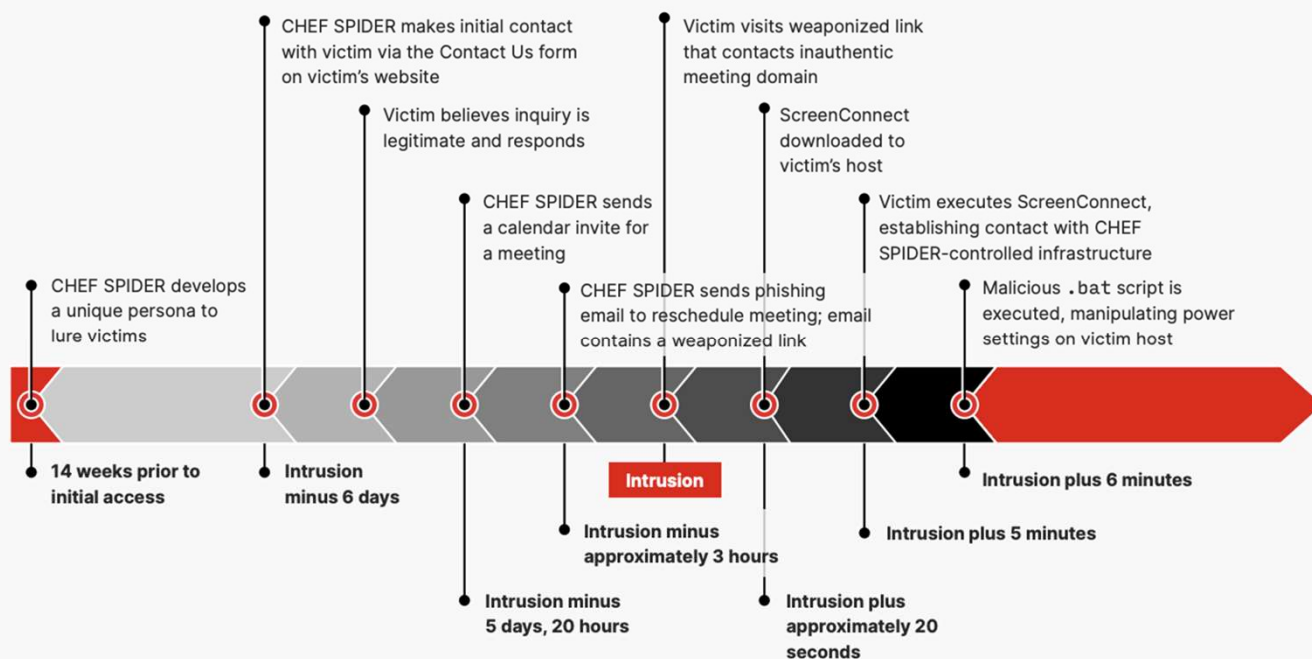 CHEF SPIDER makes initial contact
with victim via the Contact Us form
on victim's website
Victim visits weaponized link
that contacts inauthentic
meeting domain
Victim believes inquiry is
legitimate and responds
ScreenConnect
downloaded to
victim's host
CHEF SPIDER sends
a calendar invite for
a meeting
Victim executes ScreenConnect,
establishing contact with CHEF
SPIDER-controlled infrastructure
CHEF SPIDER develops
a unique persona to
lure victims
CHEF SPIDER sends phishing
email to reschedule meeting; email
contains a weaponized link
Malicious .bat script is
executed, manipulating power
settings on victim host
14 weeks prior to
initial access
Intrusion
minus 6 days
Intrusion
Intrusion plus 6 minutes
Intrusion minus
approximately 3 hours
Intrusion plus 5 minutes
Intrusion minus
5 days, 20 hours
Intrusion plus
approximately 20
seconds